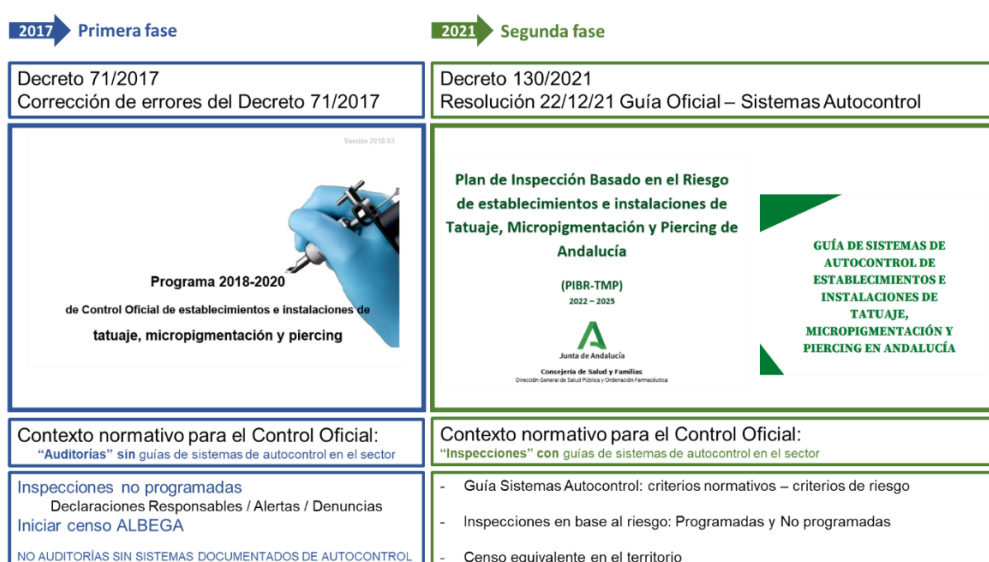 2017 Primera fase
Decreto 71/2017
Corrección de errores del Decreto 71/2017
Versión 2018.03
Programa 2018-2020
de Control Oficial de establecimientos e instalaciones de
tatuaje, micropigmentación y piercing
Contexto normativo para el Control Oficial:
“Auditorías” sin guías de sistemas de autocontrol en el sector
Inspecciones no programadas
Declaraciones Responsables / Alertas / Denuncias
Iniciar censo ALBEGA
NO AUDITORÍAS SIN SISTEMAS DOCUMENTADOS DE AUTOCONTROL
2021 Segunda fase
Decreto 130/2021
Resolución 22/12/21 Guía Oficial – Sistemas Autocontrol
Plan de Inspección Basado en el Riesgo
de establecimientos e instalaciones de
Tatuaje, Micropigmentación y Piercing de
Andalucía
(PIBR-TMP)
2022 – 2025
Junta de Andalucía
Consejería de Salud y Familias
Dirección General de Salud Pública y Ordenación Farmacéutica
GUÍA DE SISTEMAS DE
AUTOCONTROL DE
ESTABLECIMIENTOS E
INSTALACIONES DE
TATUAJE,
MICROPIGMENTACIÓN Y
PIERCING EN ANDALUCÍA
Contexto normativo para el Control Oficial:
“Inspecciones” con guías de sistemas de autocontrol en el sector
- Guía Sistemas Autocontrol: criterios normativos – criterios de riesgo
- Inspecciones en base al riesgo: Programadas y No programadas
- Censo equivalente en el territorio